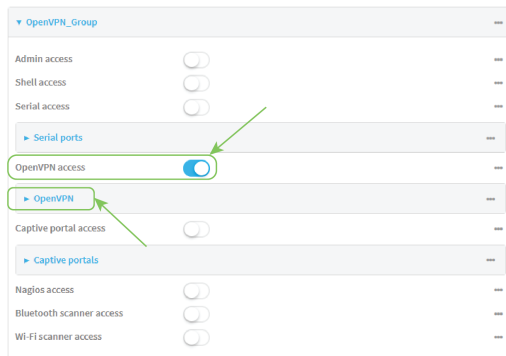 OpenVPN_Group
Admin access
Shell access
Serial access
Serial ports
OpenVPN access
OpenVPN
Captive portal access
Captive portals
Nagios access
Bluetooth scanner access
Wi-Fi scanner access